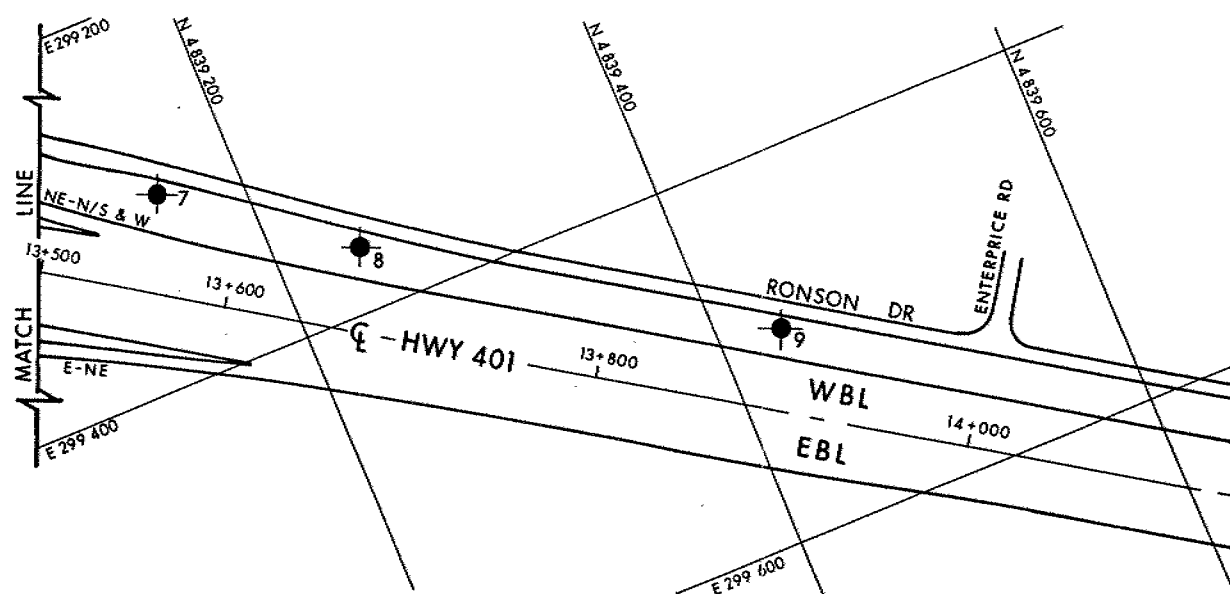 E 299 200
N 4 839 200
N 4 839 400
N 4 839 600
MATCH LINE
7
NE-N/S & W
8
13+500
13+600
ENTERPRICE RD
RONSON DR
9
℄ - HWY 401
13+800
WBL
E-NE
14+000
EBL
E 299 400
E 299 600